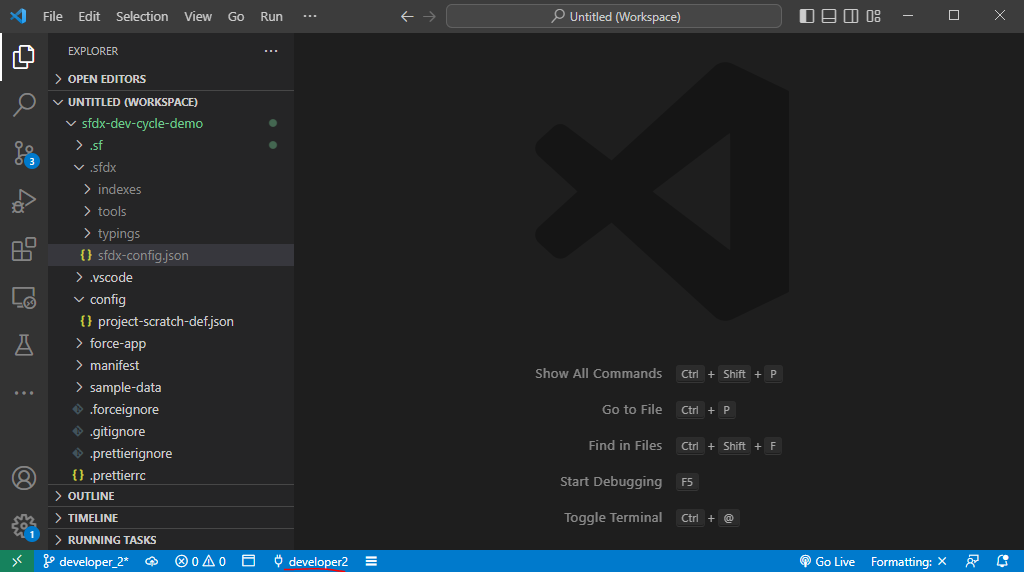 File Edit Selection View Go Run ··· Untitled (Workspace)
EXPLORER ···
OPEN EDITORS
UNTITLED (WORKSPACE)
sfdx-dev-cycle-demo
.sf
.sfdx
indexes
tools
typings
{} sfdx-config.json
.vscode
config
{} project-scratch-def.json
force-app
manifest
sample-data
.forceignore
.gitignore
.prettierignore
{} .prettierrc
OUTLINE
TIMELINE
RUNNING TASKS
3
1
Show All Commands Ctrl + Shift + P
Go to File Ctrl + P
Find in Files Ctrl + Shift + F
Start Debugging F5
Toggle Terminal Ctrl + @
developer_2* 0 0 developer2 Go Live Formatting: ×